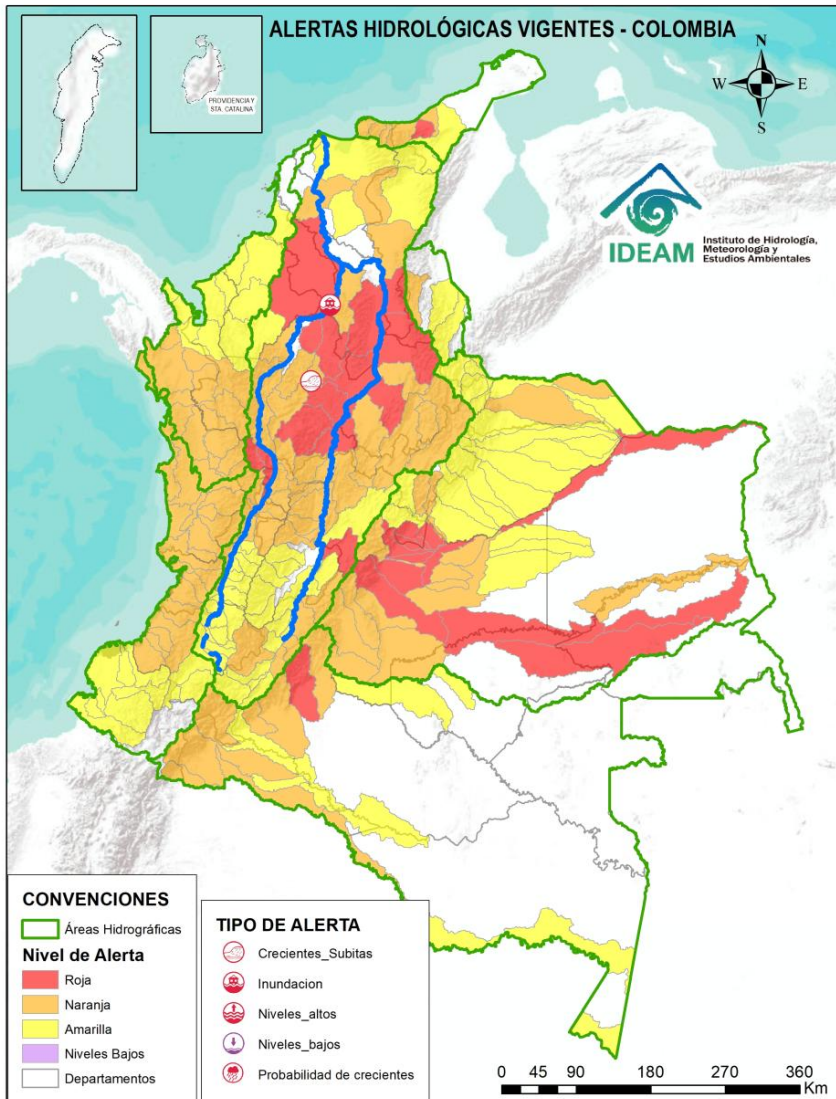 ALERTAS HIDROLÓGICAS VIGENTES - COLOMBIA
PROVIDENCIA Y
STA. CATALINA
N
W
E
S
IDEAM
Instituto de Hidrología,
Meteorología y
Estudios Ambientales
CONVENCIONES
Áreas Hidrográficas
Nivel de Alerta
Roja
Naranja
Amarilla
Niveles Bajos
Departamentos
TIPO DE ALERTA
Crecientes_Subitas
Inundacion
Niveles_altos
Niveles_bajos
Probabilidad de crecientes
0 45 90 180 270 360
Km